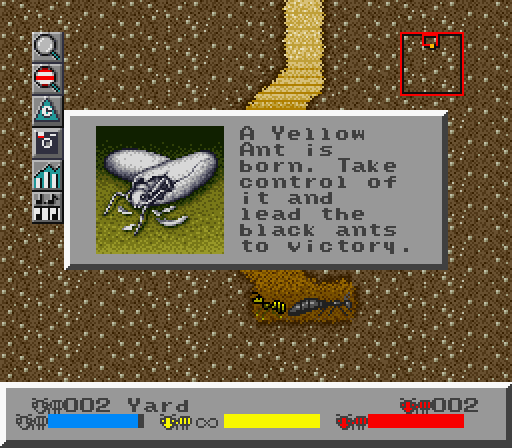 C
A Yellow
Ant is
born. Take
control of
it and
lead the
black ants
to victory.
002 Yard
002
∞